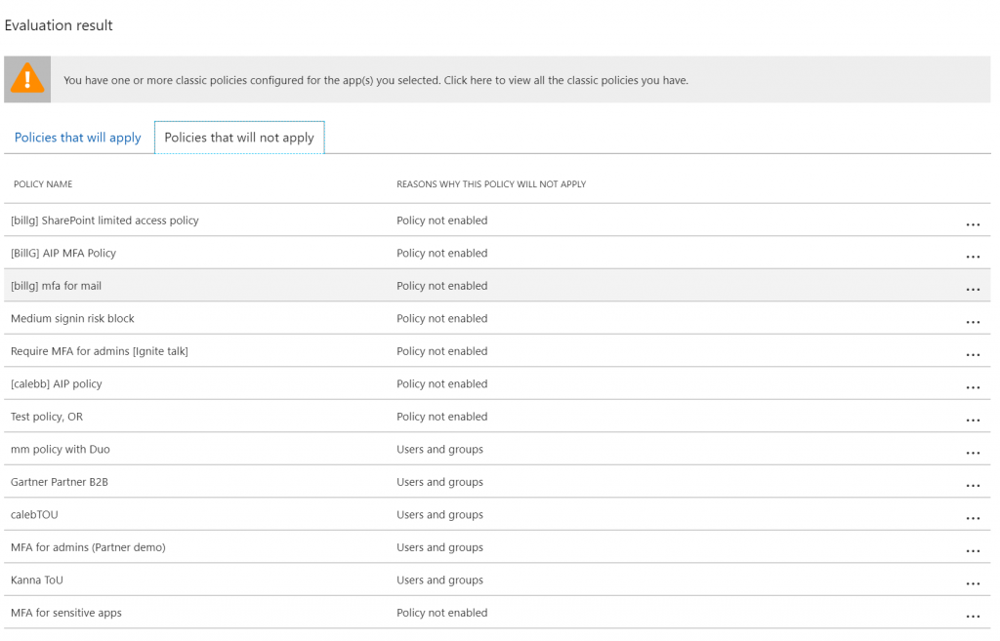 Evaluation result
You have one or more classic policies configured for the app(s) you selected. Click here to view all the classic policies you have.
Policies that will apply Policies that will not apply
POLICY NAME REASONS WHY THIS POLICY WILL NOT APPLY
[billg] SharePoint limited access policy Policy not enabled ...
[BillG] AIP MFA Policy Policy not enabled ...
[billg] mfa for mail Policy not enabled ...
Medium signin risk block Policy not enabled ...
Require MFA for admins [Ignite talk] Policy not enabled ...
[calebb] AIP policy Policy not enabled ...
Test policy, OR Policy not enabled ...
mm policy with Duo Users and groups ...
Gartner Partner B2B Users and groups ...
calebTOU Users and groups ...
MFA for admins (Partner demo) Users and groups ...
Kanna ToU Users and groups ...
MFA for sensitive apps Policy not enabled ...